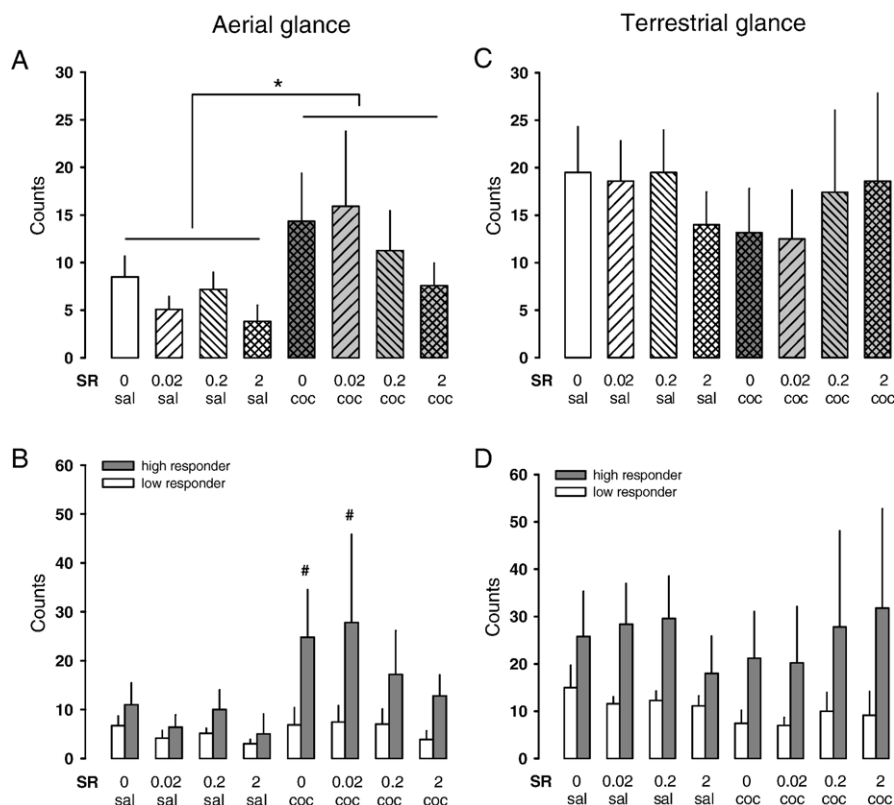 Aerial glance
A
30
25
20
15
10
5
0
Counts
*
SR 0 0.02 0.2 2 0 0.02 0.2 2
sal sal sal sal coc coc coc coc
Terrestrial glance
C
30
25
20
15
10
5
0
Counts
SR 0 0.02 0.2 2 0 0.02 0.2 2
sal sal sal sal coc coc coc coc
B
60
50
40
30
20
10
0
Counts
high responder
low responder
# #
SR 0 0.02 0.2 2 0 0.02 0.2 2
sal sal sal sal coc coc coc coc
D
60
50
40
30
20
10
0
Counts
high responder
low responder
SR 0 0.02 0.2 2 0 0.02 0.2 2
sal sal sal sal coc coc coc coc